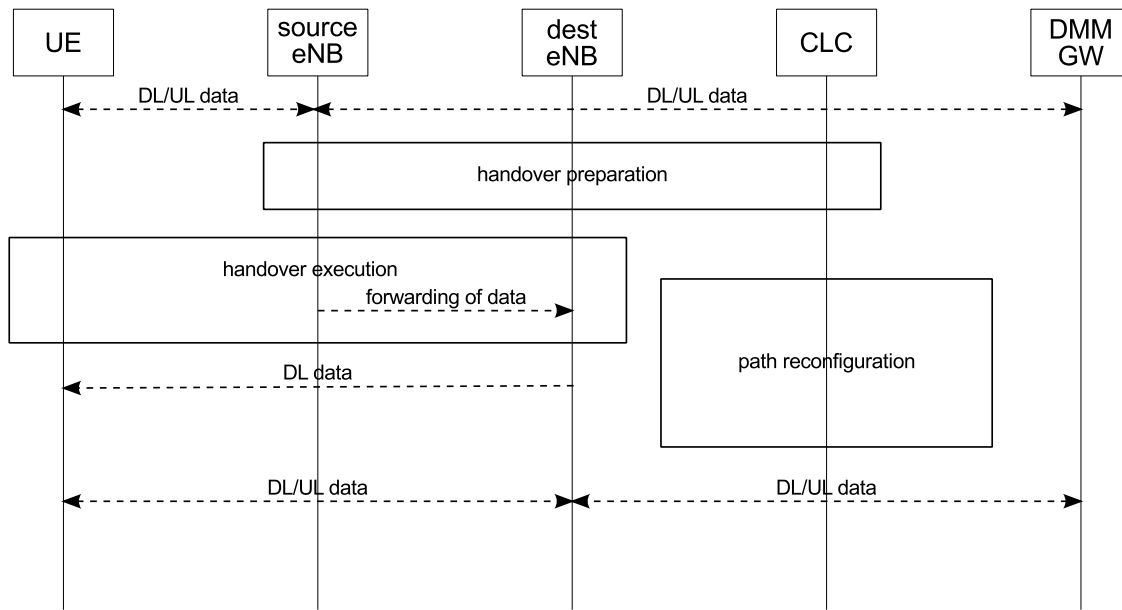 UE
source
eNB
dest
eNB
CLC
DMM
GW
DL/UL data
DL/UL data
handover preparation
handover execution
forwarding of data
path reconfiguration
DL data
DL/UL data
DL/UL data